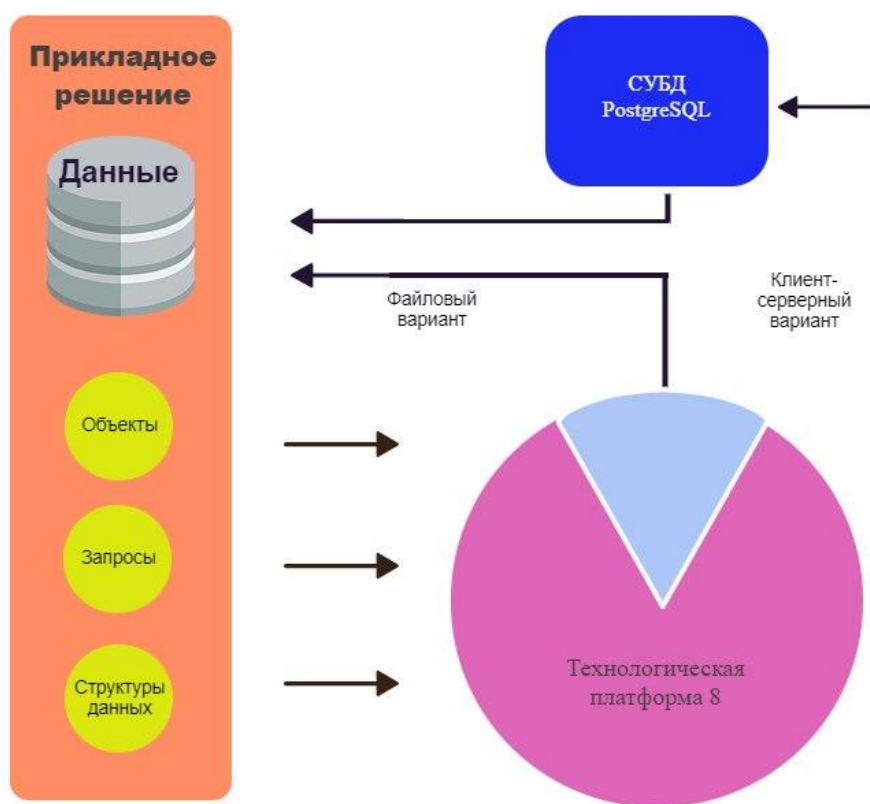 Прикладное
решение
Данные
Объекты
Запросы
Структуры
данных
СУБД
PostgreSQL
Файловый
вариант
Клиент-
серверный
вариант
Технологическая
платформа 8